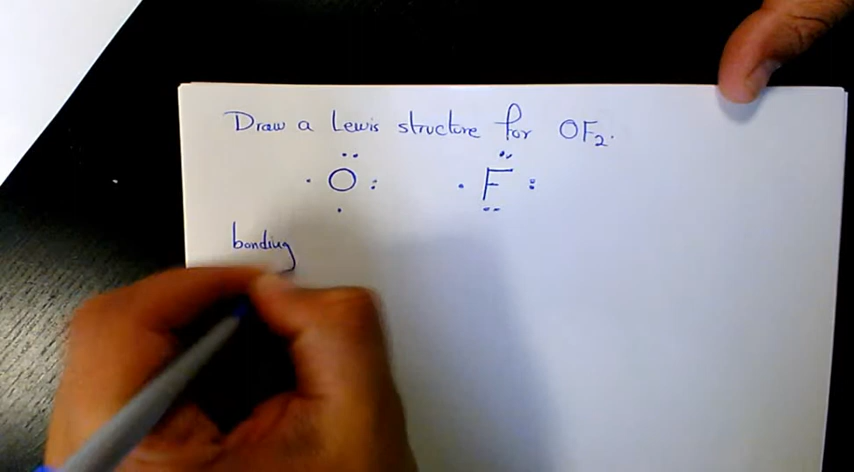 Draw a Lewis structure for OF₂.
·Ö: ·F̈:
bonding